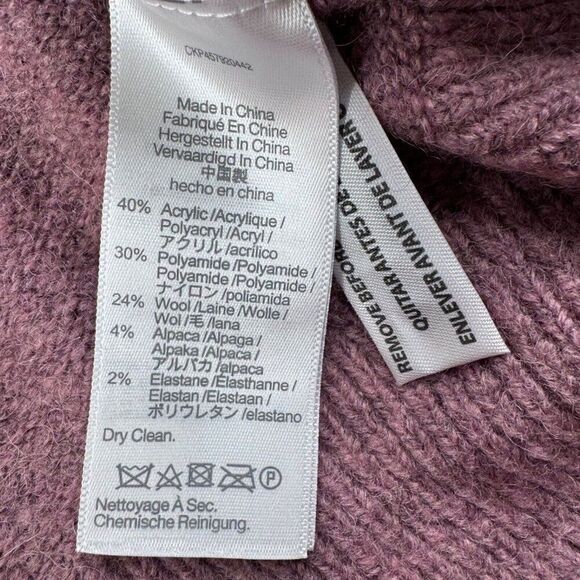 CKP457920442
Made In China
Fabriqué En Chine
Hergestellt In China
Vervaardigd In China
中国製
hecho en china
40% Acrylic /Acrylique /
Polyacryl /Acryl /
アクリル /acrílico
30% Polyamide /Polyamide /
Polyamide /Polyamide /
ナイロン /poliamida
24% Wool /Laine /Wolle /
Wol /毛 /lana
4% Alpaca /Alpaga /
Alpaka /Alpaca /
アルパカ /alpaca
2% Elastane /Élasthanne /
Elastan /Elastaan /
ポリウレタン /elastano
Dry Clean.
P
Nettoyage À Sec.
Chemische Reinigung.
REMOVE BEFORE
QUITAR ANTES DE
ENLEVER AVANT DE LAVER